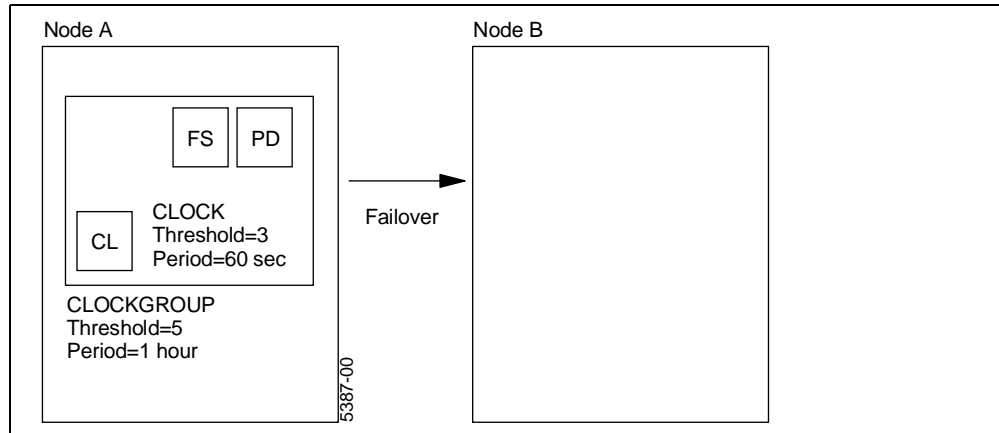 Node A
Node B
FS
PD
CL
CLOCK
Threshold=3
Period=60 sec
Failover
CLOCKGROUP
Threshold=5
Period=1 hour
5387-00